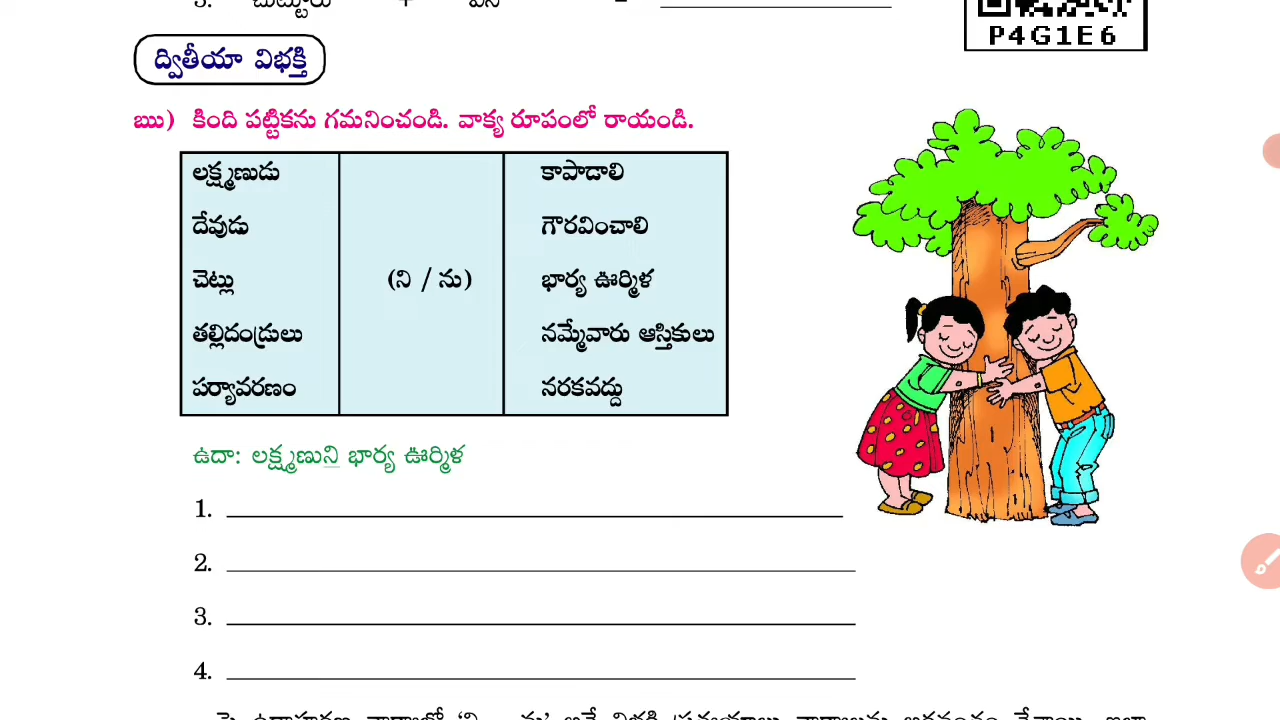 P4G1E6
ద్వితీయా విభక్తి
ఋ) కింది పట్టికను గమనించండి. వాక్య రూపంలో రాయండి.
లక్ష్మణుడు కాపాడాలి
దేవుడు గౌరవించాలి
చెట్లు (ని / ను) భార్య ఊర్మిళ
తల్లిదండ్రులు నమ్మేవారు ఆస్తికులు
పర్యావరణం నరకవద్దు
ఉదా: లక్ష్మణుని భార్య ఊర్మిళ
1.
2.
3.
4.